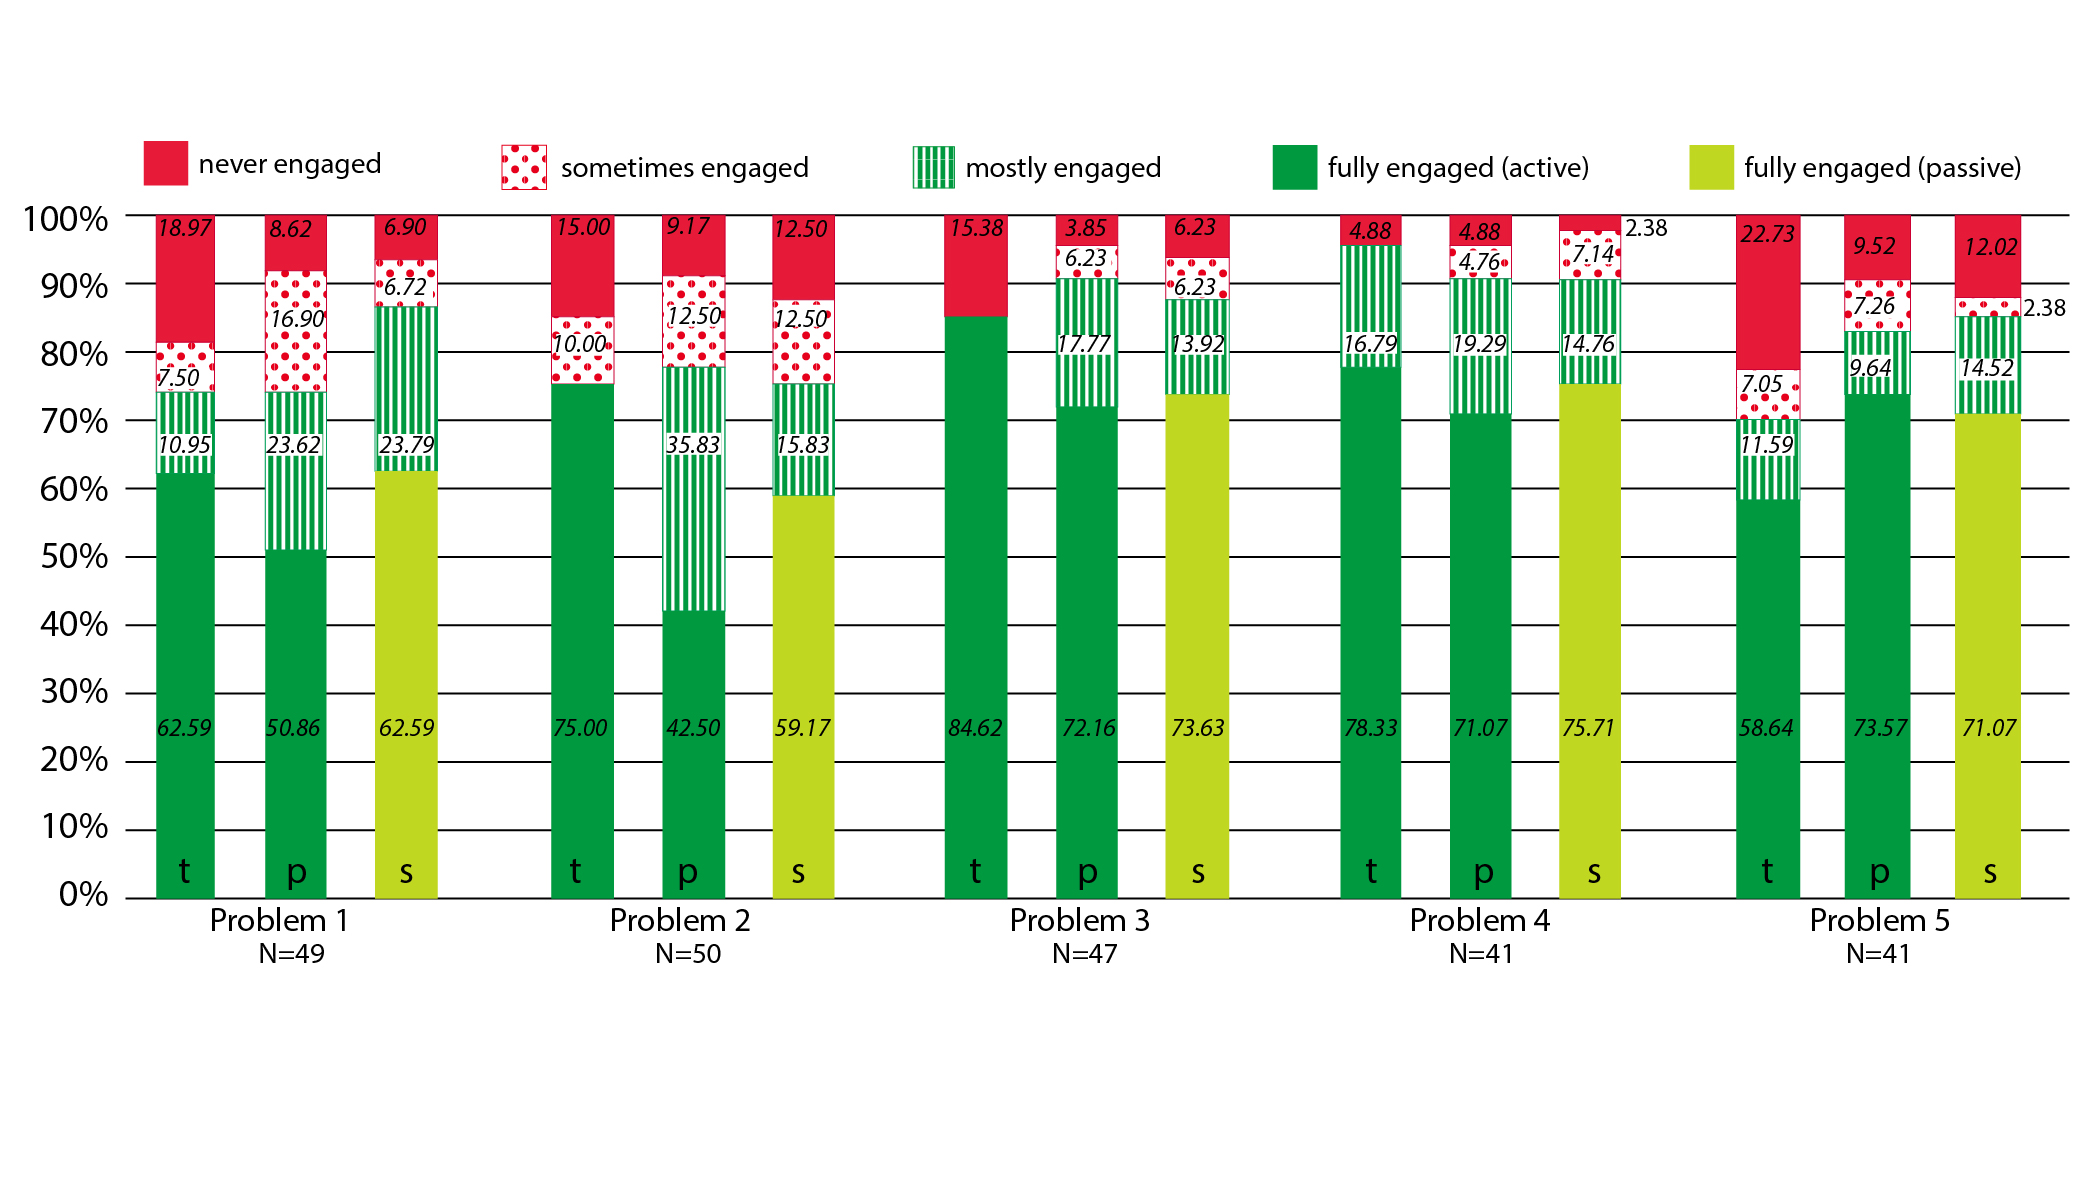 never engaged sometimes engaged mostly engaged fully engaged (active) fully engaged (passive)
100% 18.97 8.62 6.90 15.00 9.17 12.50 15.38 3.85 6.23 4.88 4.88 2.38 22.73 9.52 12.02
6.23 4.76 7.14
90% 6.72 6.23
16.90 12.50 12.50 7.26 2.38
80% 10.00 17.77 13.92 16.79 19.29 14.76
7.50 7.05 9.64 14.52
70%
10.95 23.62 23.79 35.83 15.83 11.59
60%
50%
40%
30%
62.59 50.86 62.59 75.00 42.50 59.17 84.62 72.16 73.63 78.33 71.07 75.71 58.64 73.57 71.07
20%
10%
t p s t p s t p s t p s t p s
0%
Problem 1 Problem 2 Problem 3 Problem 4 Problem 5
N=49 N=50 N=47 N=41 N=41